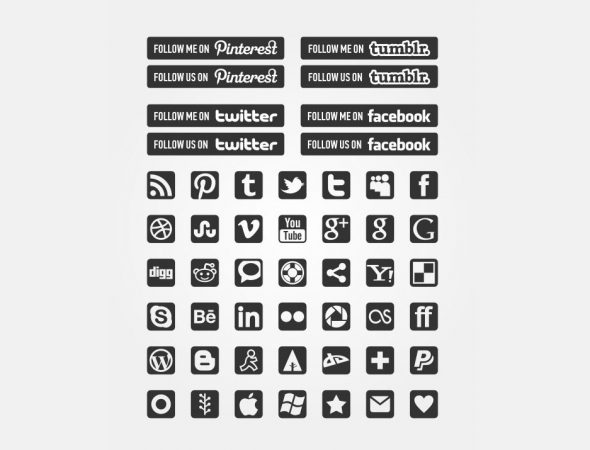 FOLLOW ME ON Pinterest
FOLLOW ME ON tumblr.
FOLLOW US ON Pinterest
FOLLOW US ON tumblr.
FOLLOW ME ON twitter
FOLLOW ME ON facebook
FOLLOW US ON twitter
FOLLOW US ON facebook
t t f
You
Tube
g+ g G
digg Y!
S Bē in ff
W B P